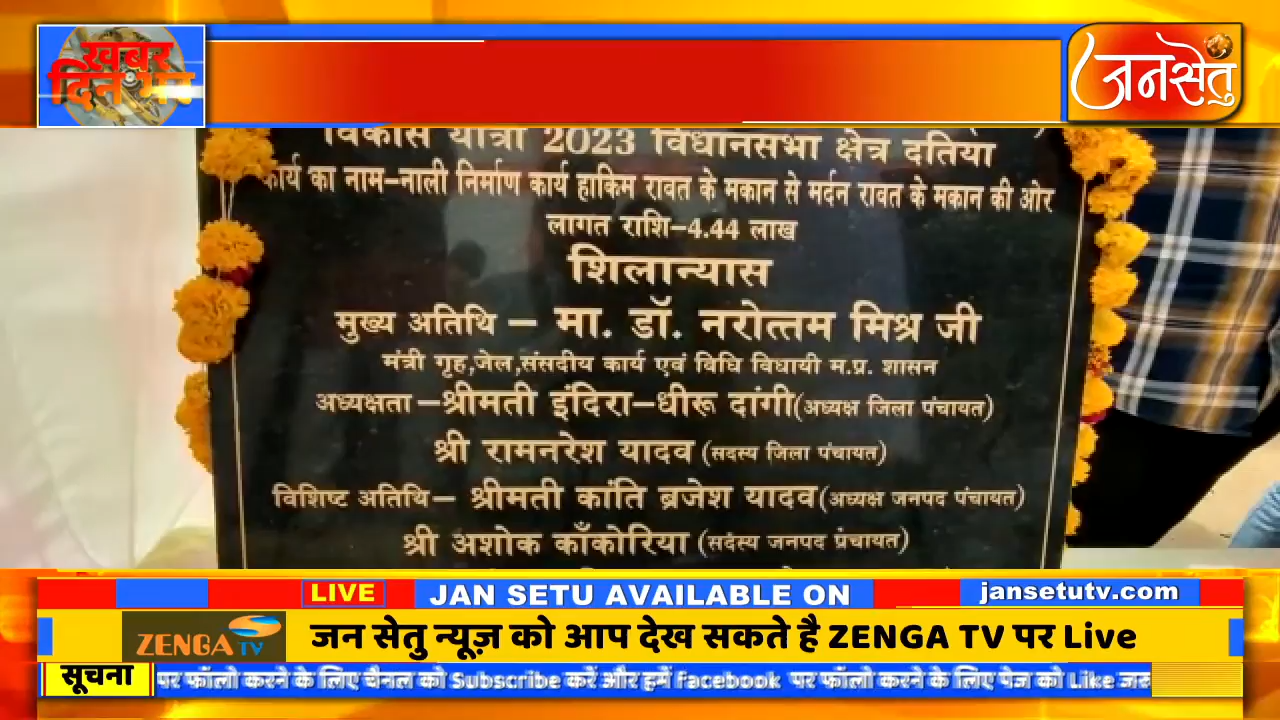 खबर
दिन भर
जनसेतु
विकास यात्रा 2023 विधानसभा क्षेत्र दतिया
कार्य का नाम–नाली निर्माण कार्य हाकिम रावत के मकान से मर्दन रावत के मकान की ओर
लागत राशि–4.44 लाख
शिलान्यास
मुख्य अतिथि – मा. डॉ. नरोत्तम मिश्र जी
मंत्री गृह,जेल,संसदीय कार्य एवं विधि विधायी म.प्र. शासन
अध्यक्षता–श्रीमती इंदिरा–धीरू दांगी(अध्यक्ष जिला पंचायत)
श्री रामनरेश यादव (सदस्य जिला पंचायत)
विशिष्ट अतिथि– श्रीमती कांति ब्रजेश यादव(अध्यक्ष जनपद पंचायत)
श्री अशोक काँकोरिया (सदस्य जनपद पंचायत)
LIVE JAN SETU AVAILABLE ON jansetutv.com
ZENGA TV जन सेतु न्यूज़ को आप देख सकते है ZENGA TV पर Live
सूचना पर फॉलो करने के लिए चैनल को Subscribe करें और हमें facebook पर फॉलो करने के लिए पेज को Like